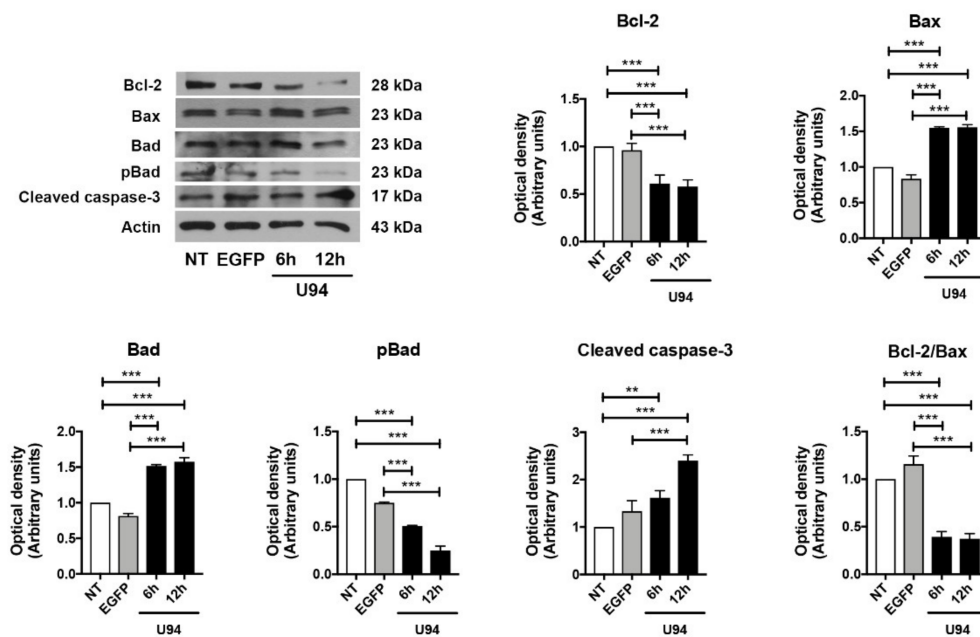 Bcl-2 28 kDa
Bax 23 kDa
Bad 23 kDa
pBad 23 kDa
Cleaved caspase-3 17 kDa
Actin 43 kDa
NT EGFP 6h 12h
U94
Bcl-2
***
***
***
***
Optical density
(Arbitrary units)
1.5
1.0
0.5
0.0
NT EGFP 6h 12h
U94
Bax
***
***
***
***
Optical density
(Arbitrary units)
2.0
1.5
1.0
0.5
0.0
NT EGFP 6h 12h
U94
Bad
***
***
***
***
Optical density
(Arbitrary units)
2.0
1.5
1.0
0.5
0.0
NT EGFP 6h 12h
U94
pBad
***
***
***
***
Optical density
(Arbitrary units)
1.5
1.0
0.5
0.0
NT EGFP 6h 12h
U94
Cleaved caspase-3
**
***
***
Optical density
(Arbitrary units)
3
2
1
0
NT EGFP 6h 12h
U94
Bcl-2/Bax
***
***
***
***
Optical density
(Arbitrary units)
1.5
1.0
0.5
0.0
NT EGFP 6h 12h
U94